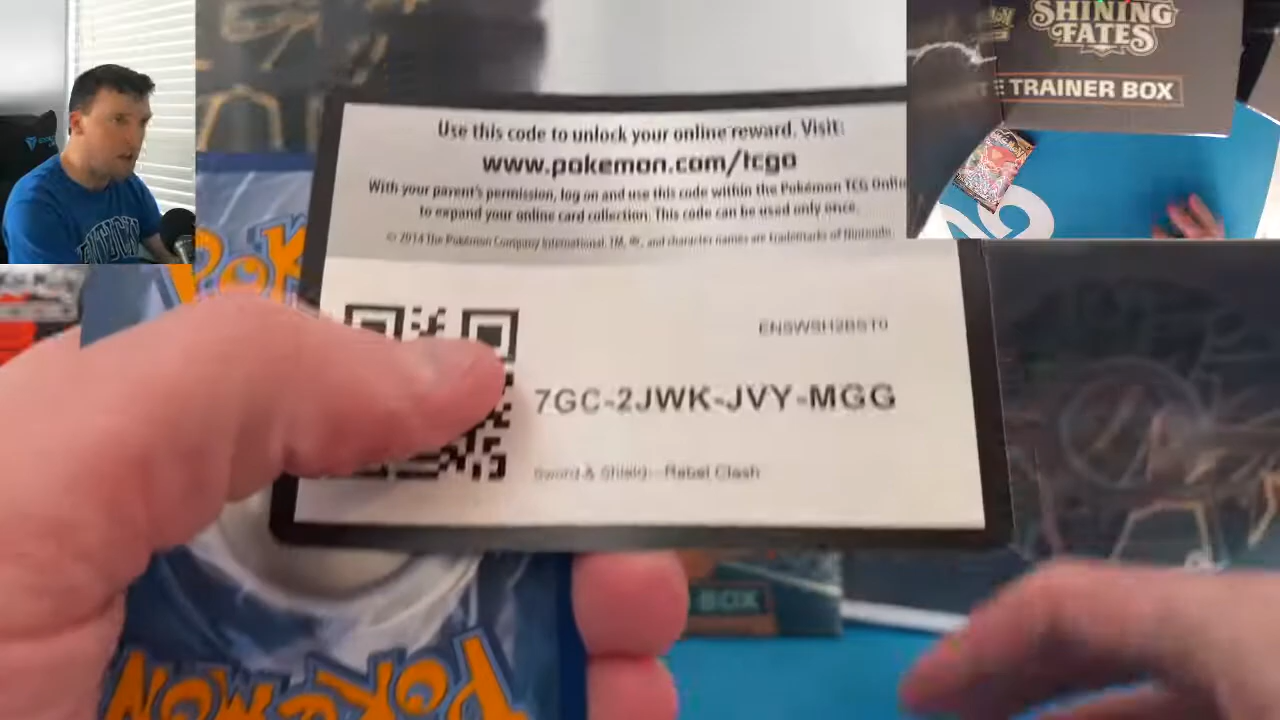 SHINING
FATES
TRAINER BOX
Use this code to unlock your online reward. Visit:
www.pokemon.com/tcgo
With your parent's permission, log on and use this code within the Pokémon TCG Onlin
to expand your online card collection. This code can be used only once.
© 2014 The Pokémon Company International. TM, ®, and character names are trademarks of Nintendo.
7GC-2JWK-JVY-MGG
Sword & Shield—Rebel Clash
POK
BOX
POKéMON